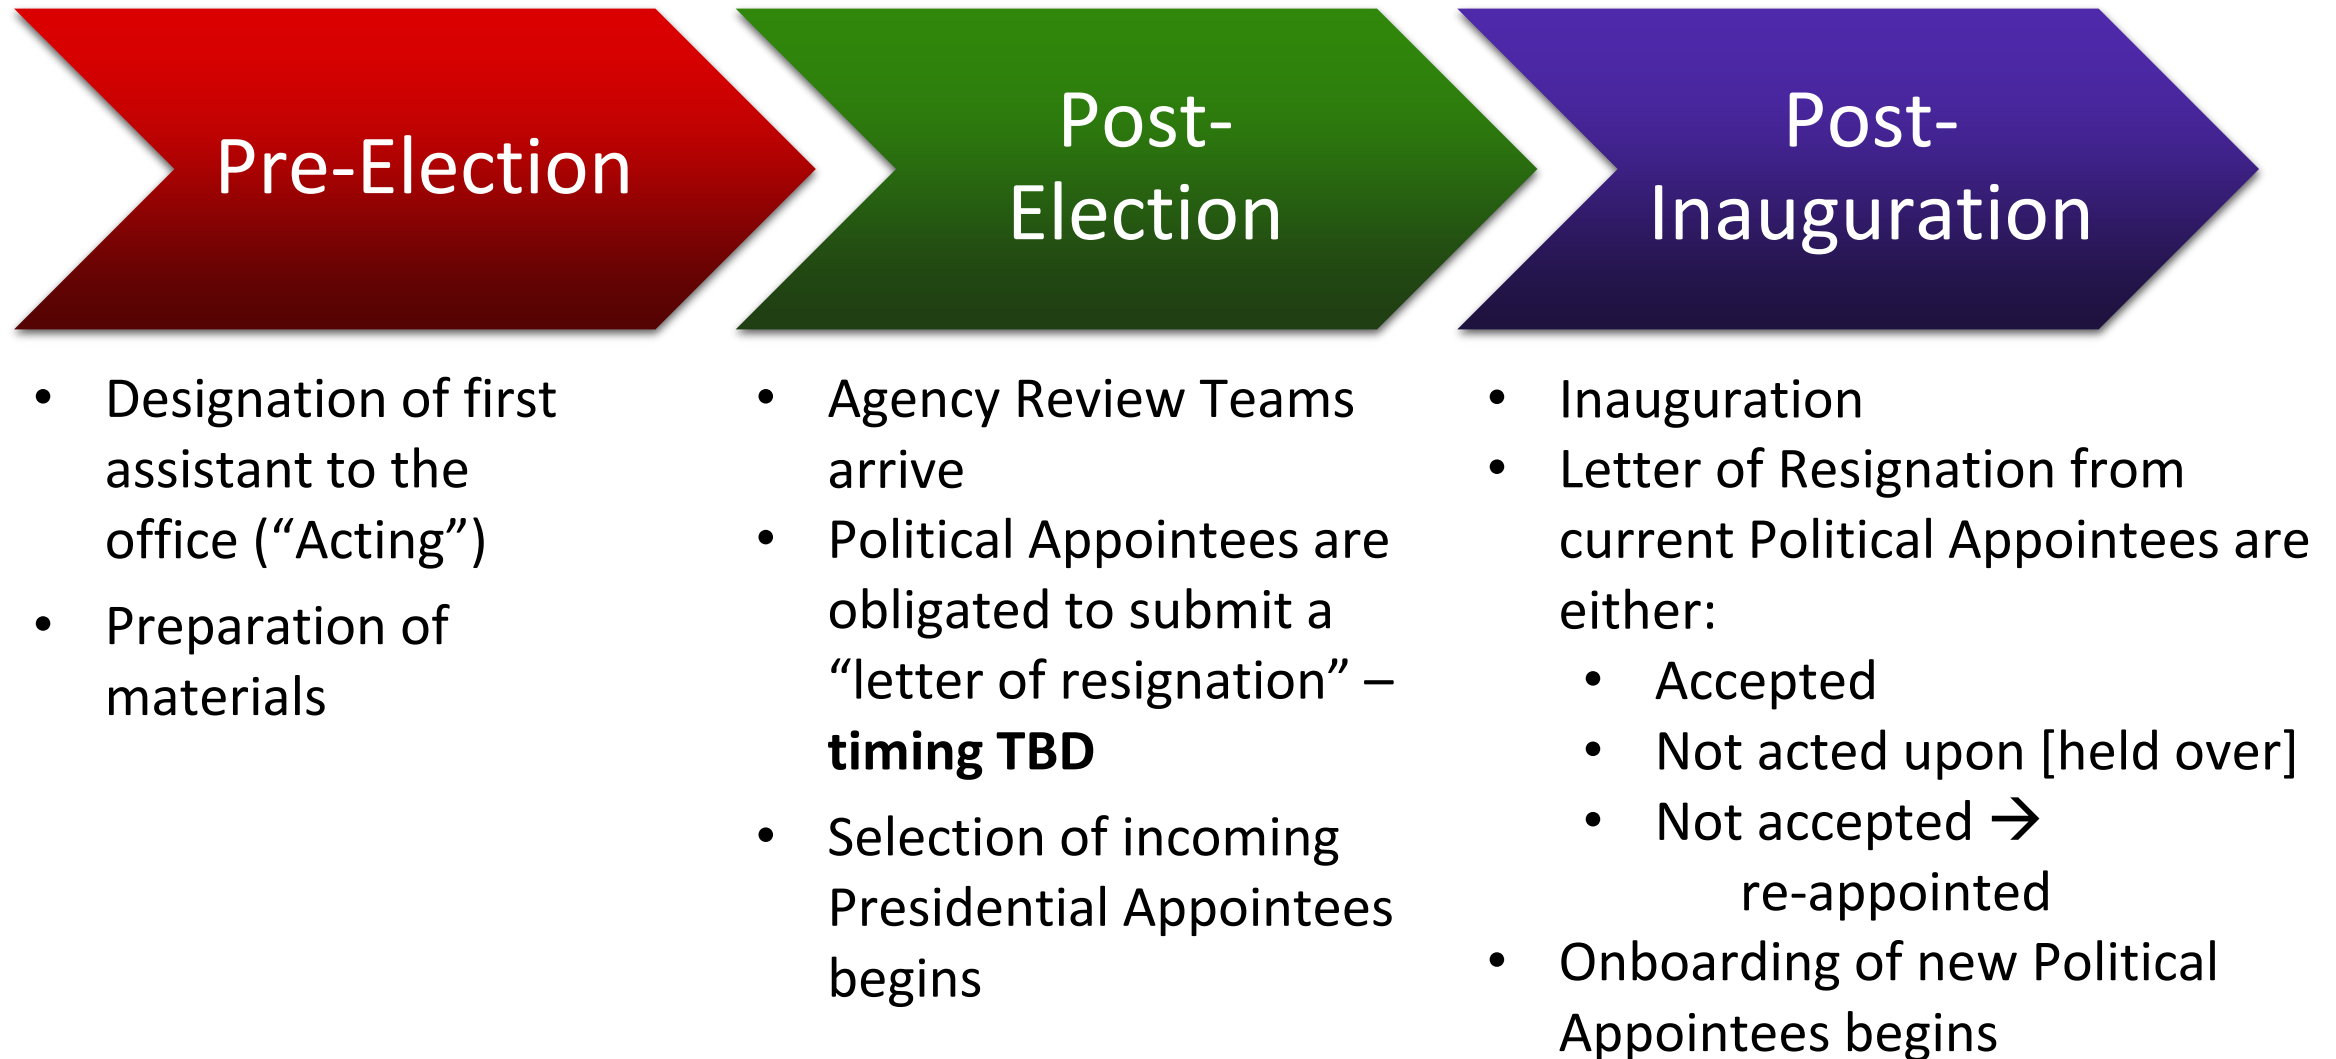 Pre-Election
Post-
Election
Post-
Inauguration
• Designation of first
assistant to the
office (“Acting”)
• Preparation of
materials
• Agency Review Teams
arrive
• Political Appointees are
obligated to submit a
“letter of resignation” –
timing TBD
• Selection of incoming
Presidential Appointees
begins
• Inauguration
• Letter of Resignation from
current Political Appointees are
either:
• Accepted
• Not acted upon [held over]
• Not accepted →
re-appointed
• Onboarding of new Political
Appointees begins